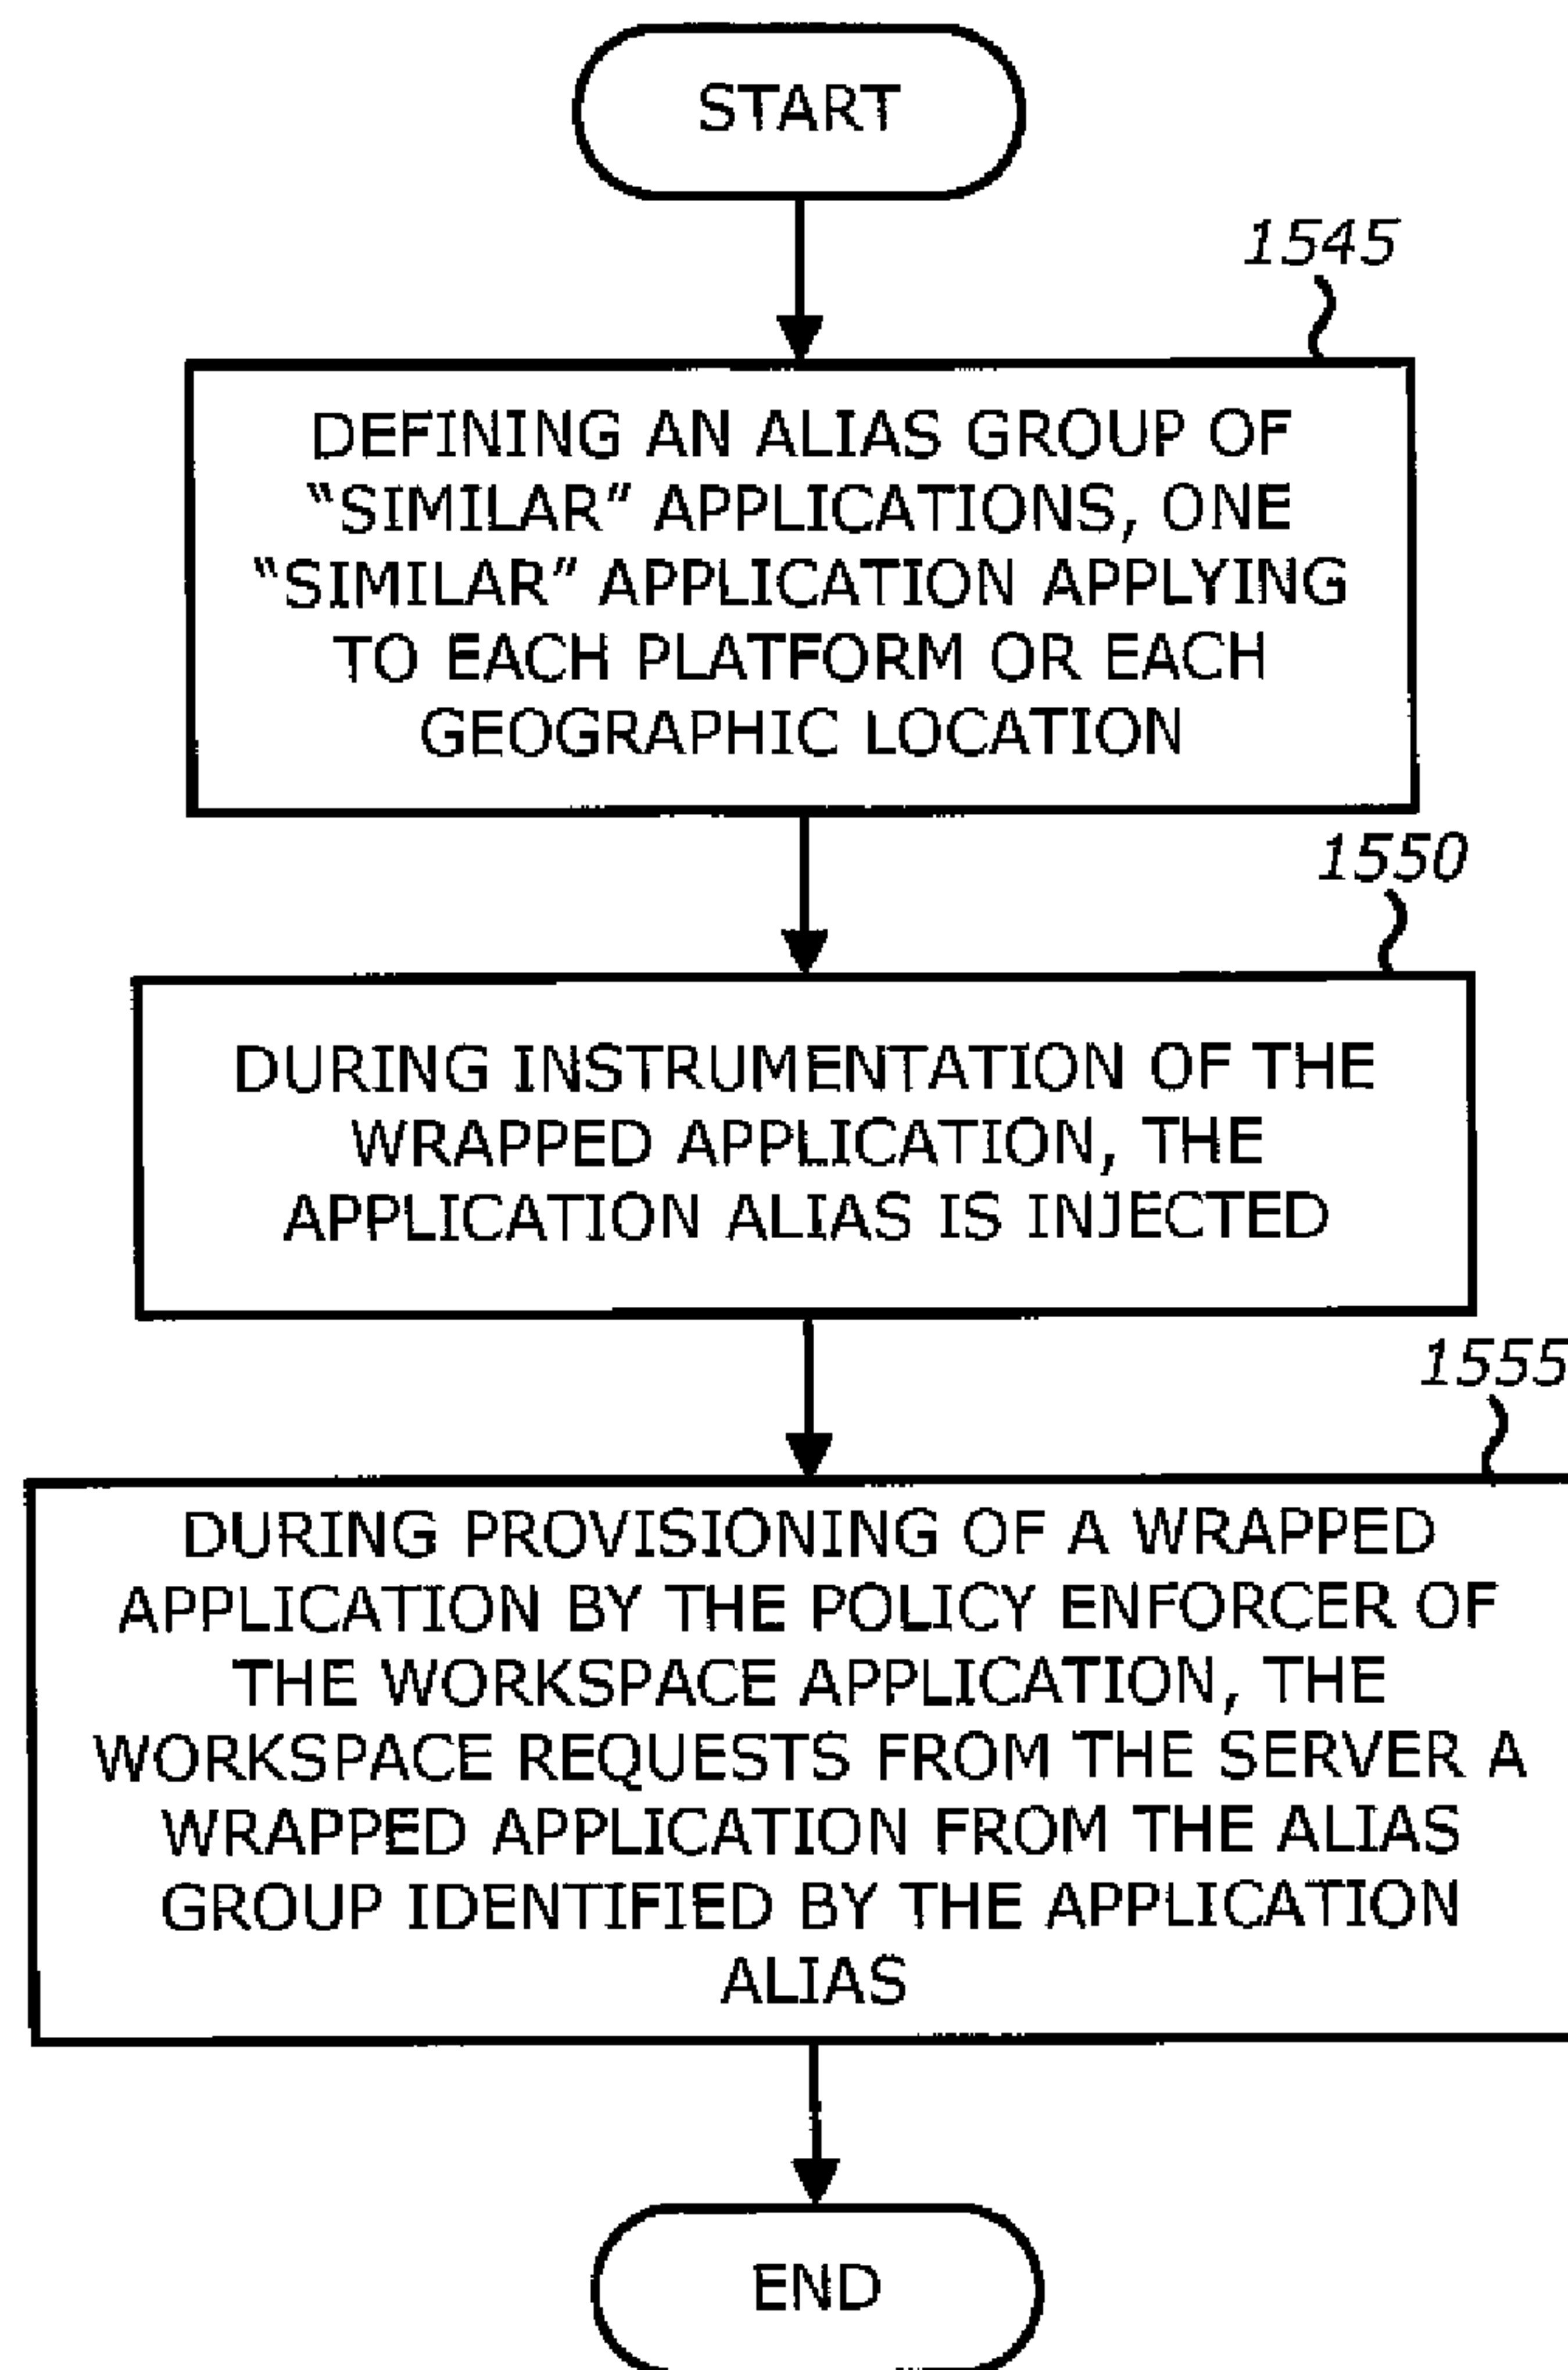 START
1545
DEFINING AN ALIAS GROUP OF
“SIMILAR” APPLICATIONS, ONE
“SIMILAR” APPLICATION APPLYING
TO EACH PLATFORM OR EACH
GEOGRAPHIC LOCATION
1550
DURING INSTRUMENTATION OF THE
WRAPPED APPLICATION, THE
APPLICATION ALIAS IS INJECTED
1555
DURING PROVISIONING OF A WRAPPED
APPLICATION BY THE POLICY ENFORCER OF
THE WORKSPACE APPLICATION, THE
WORKSPACE REQUESTS FROM THE SERVER A
WRAPPED APPLICATION FROM THE ALIAS
GROUP IDENTIFIED BY THE APPLICATION
ALIAS
END